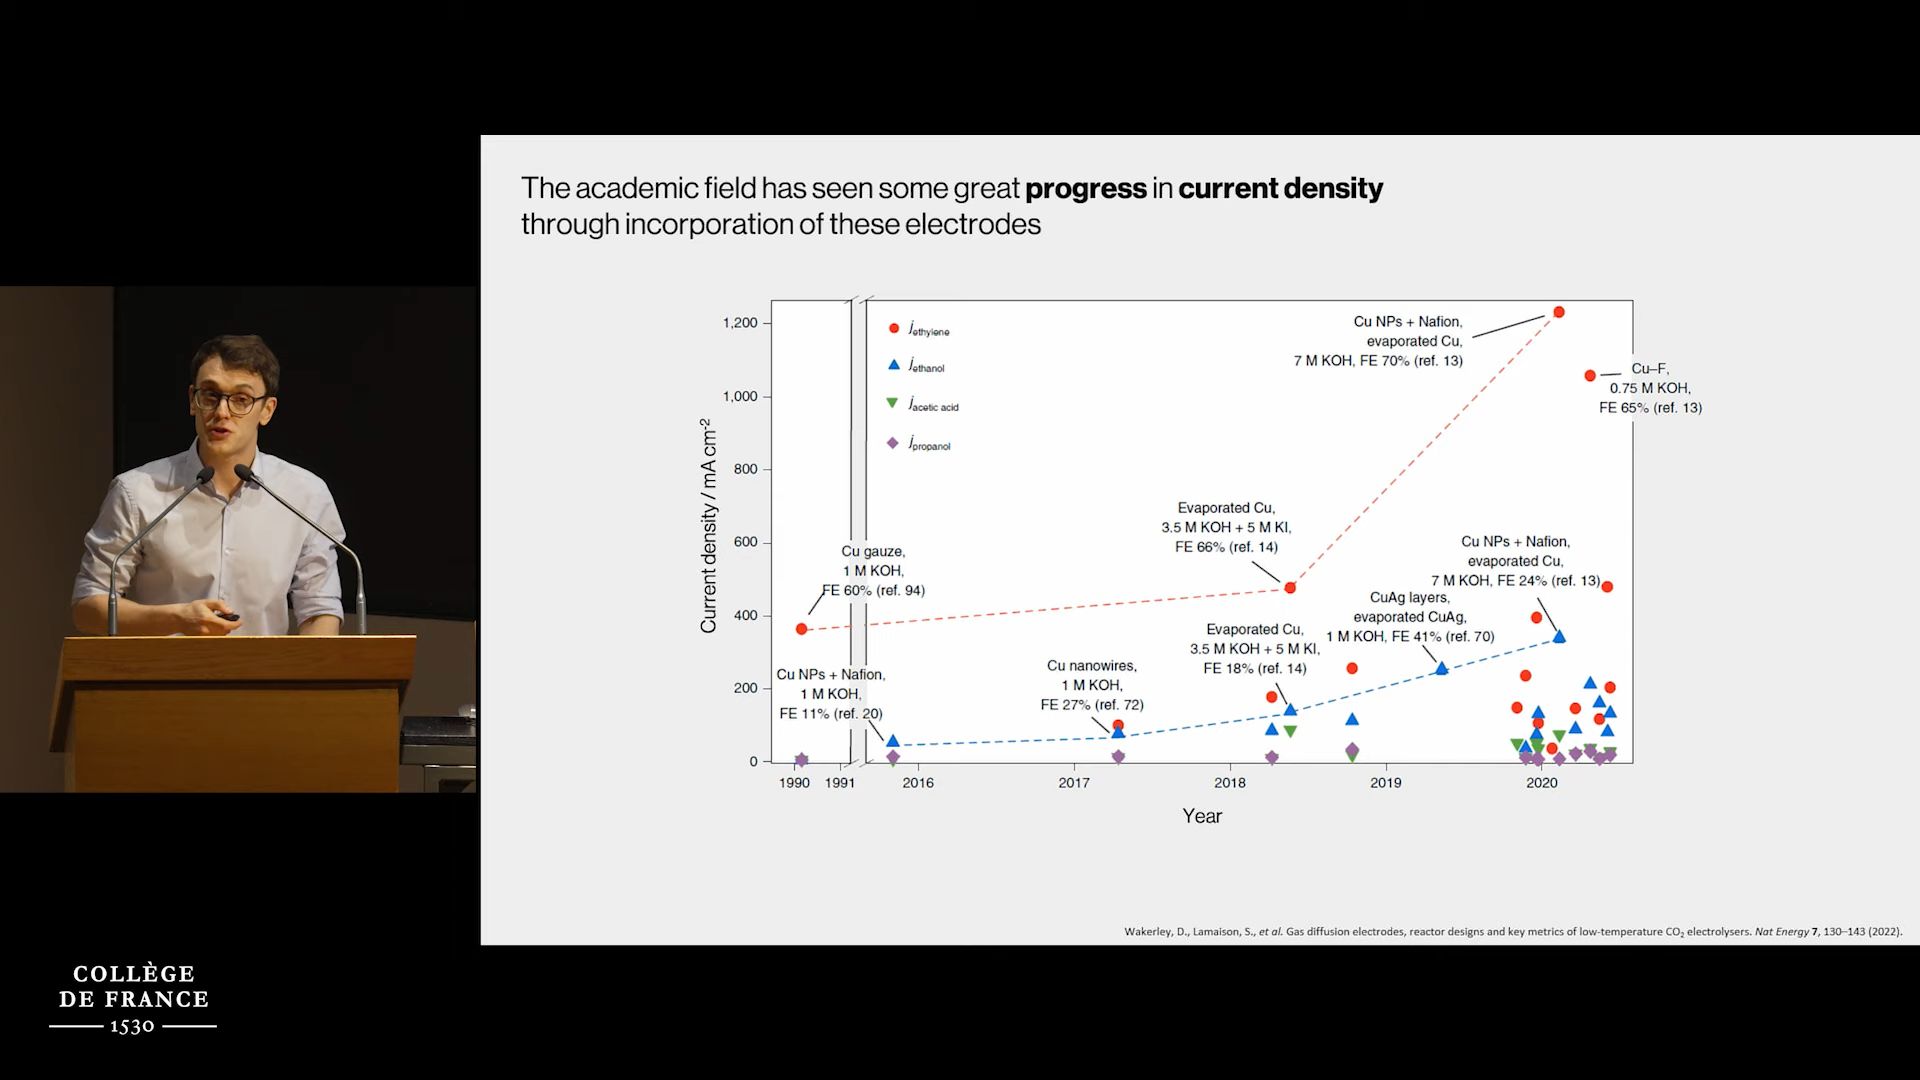 The academic field has seen some great progress in current density
through incorporation of these electrodes
1,200
1,000
800
600
400
200
0
Current density / mA cm-2
jethylene
jethanol
jacetic acid
jpropanol
Cu NPs + Nafion,
evaporated Cu,
7 M KOH, FE 70% (ref. 13)
Cu–F,
0.75 M KOH,
FE 65% (ref. 13)
Evaporated Cu,
3.5 M KOH + 5 M KI,
FE 66% (ref. 14)
Cu gauze,
1 M KOH,
FE 60% (ref. 94)
Cu NPs + Nafion,
evaporated Cu,
7 M KOH, FE 24% (ref. 13)
CuAg layers,
evaporated CuAg,
1 M KOH, FE 41% (ref. 70)
Evaporated Cu,
3.5 M KOH + 5 M KI,
FE 18% (ref. 14)
Cu nanowires,
1 M KOH,
FE 27% (ref. 72)
Cu NPs + Nafion,
1 M KOH,
FE 11% (ref. 20)
1990 1991 2016 2017 2018 2019 2020
Year
Wakerley, D., Lamaison, S., et al. Gas diffusion electrodes, reactor designs and key metrics of low-temperature CO2 electrolysers. Nat Energy 7, 130–143 (2022).
COLLÈGE
DE FRANCE
1530